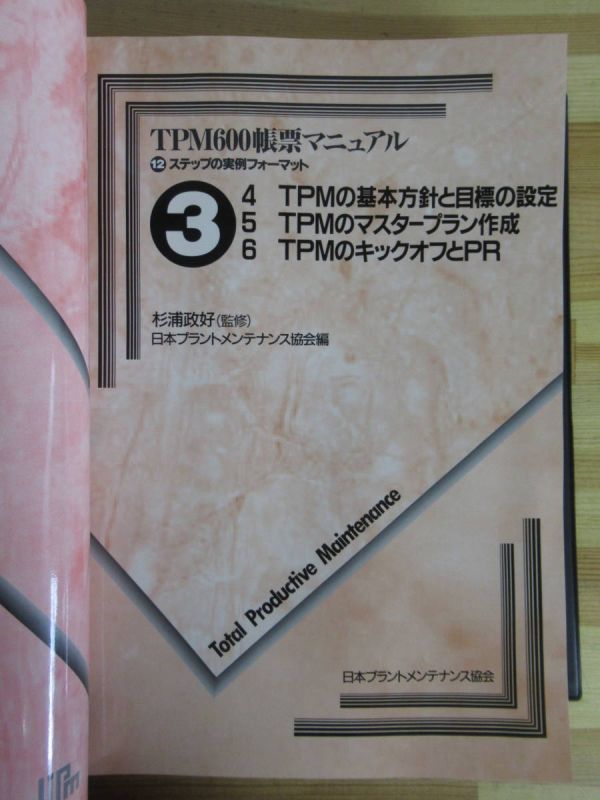 TPM600帳票マニュアル
⑫ステップの実例フォーマット
3
4 TPMの基本方針と目標の設定
5 TPMのマスタープラン作成
6 TPMのキックオフとPR
杉浦政好(監修)
日本プラントメンテナンス協会編
Total Productive Maintenance
日本プラントメンテナンス協会